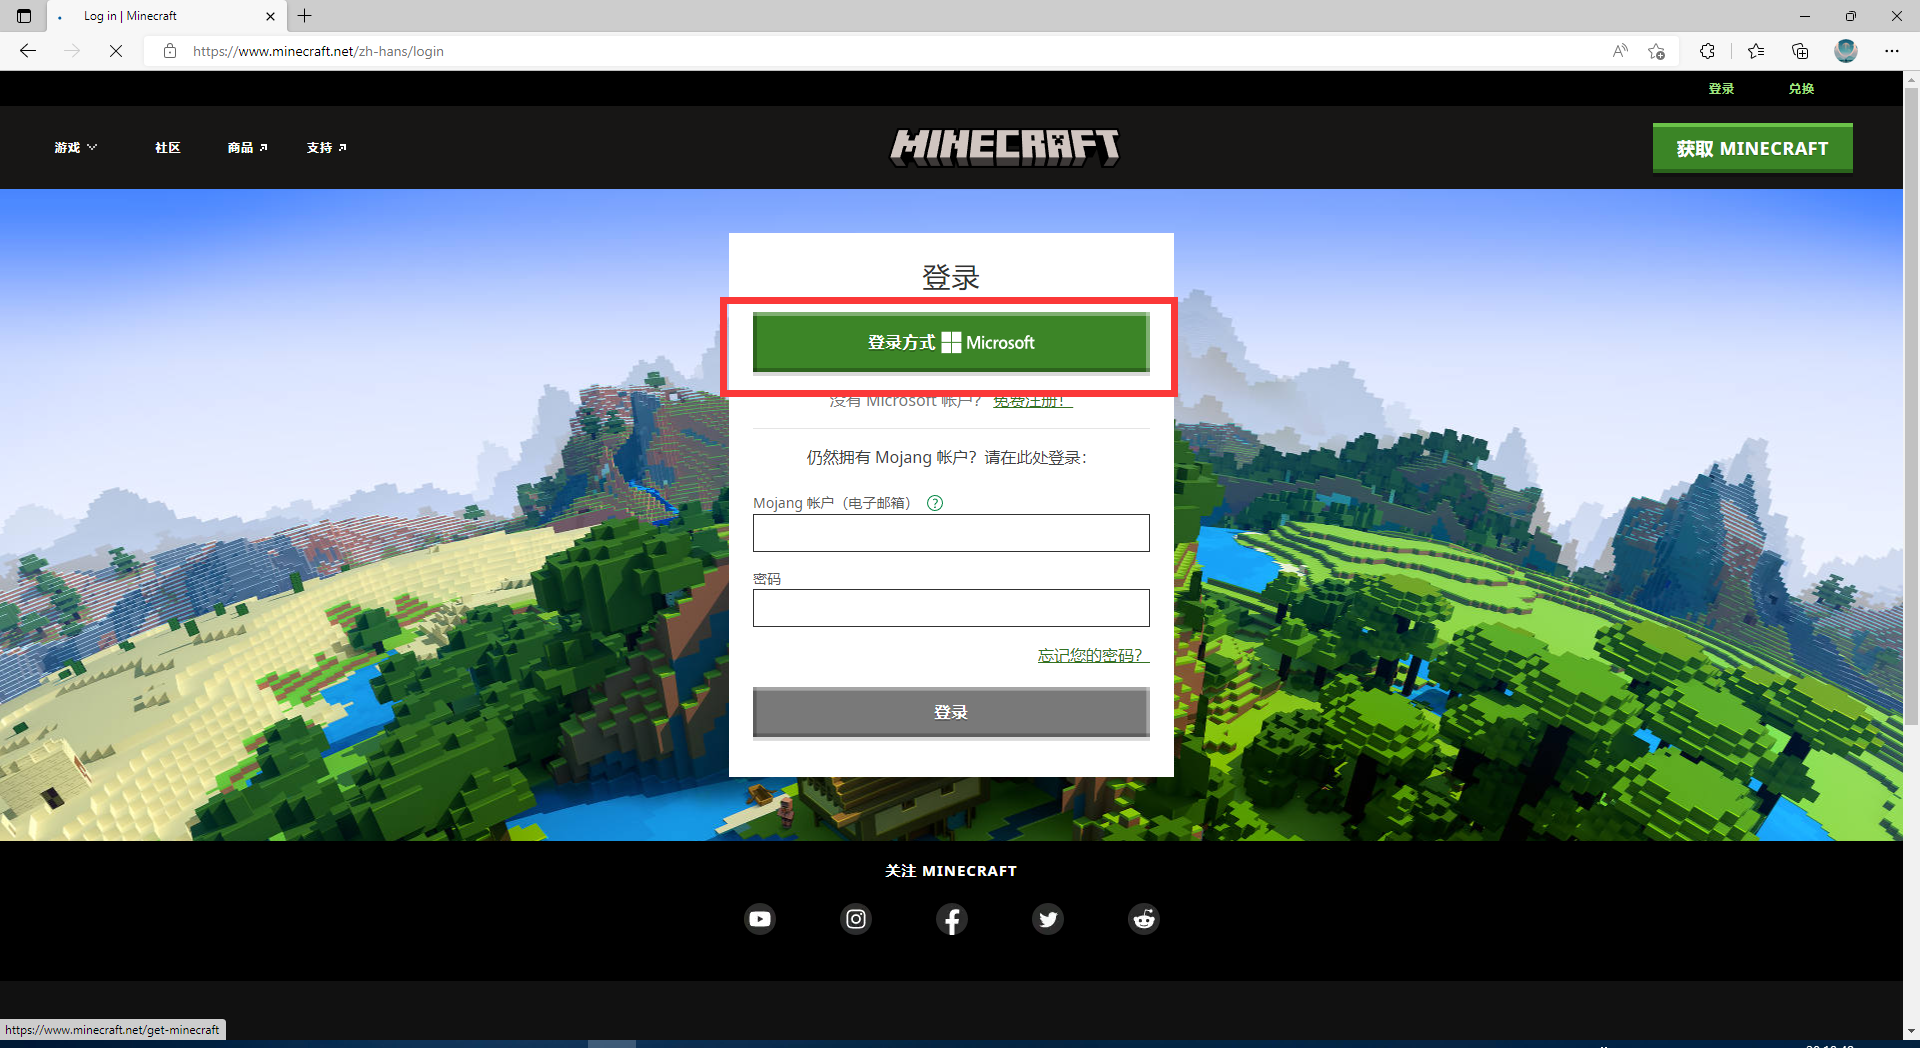 Log in | Minecraft
https://www.minecraft.net/zh-hans/login
登录 兑换
游戏 社区 商品 支持 MINECRAFT 获取 MINECRAFT
登录
登录方式 Microsoft
没有 Microsoft 帐户？ 免费注册！
仍然拥有 Mojang 帐户？请在此处登录：
Mojang 帐户（电子邮箱） ?
密码
忘记您的密码？
登录
关注 MINECRAFT
https://www.minecraft.net/get-minecraft